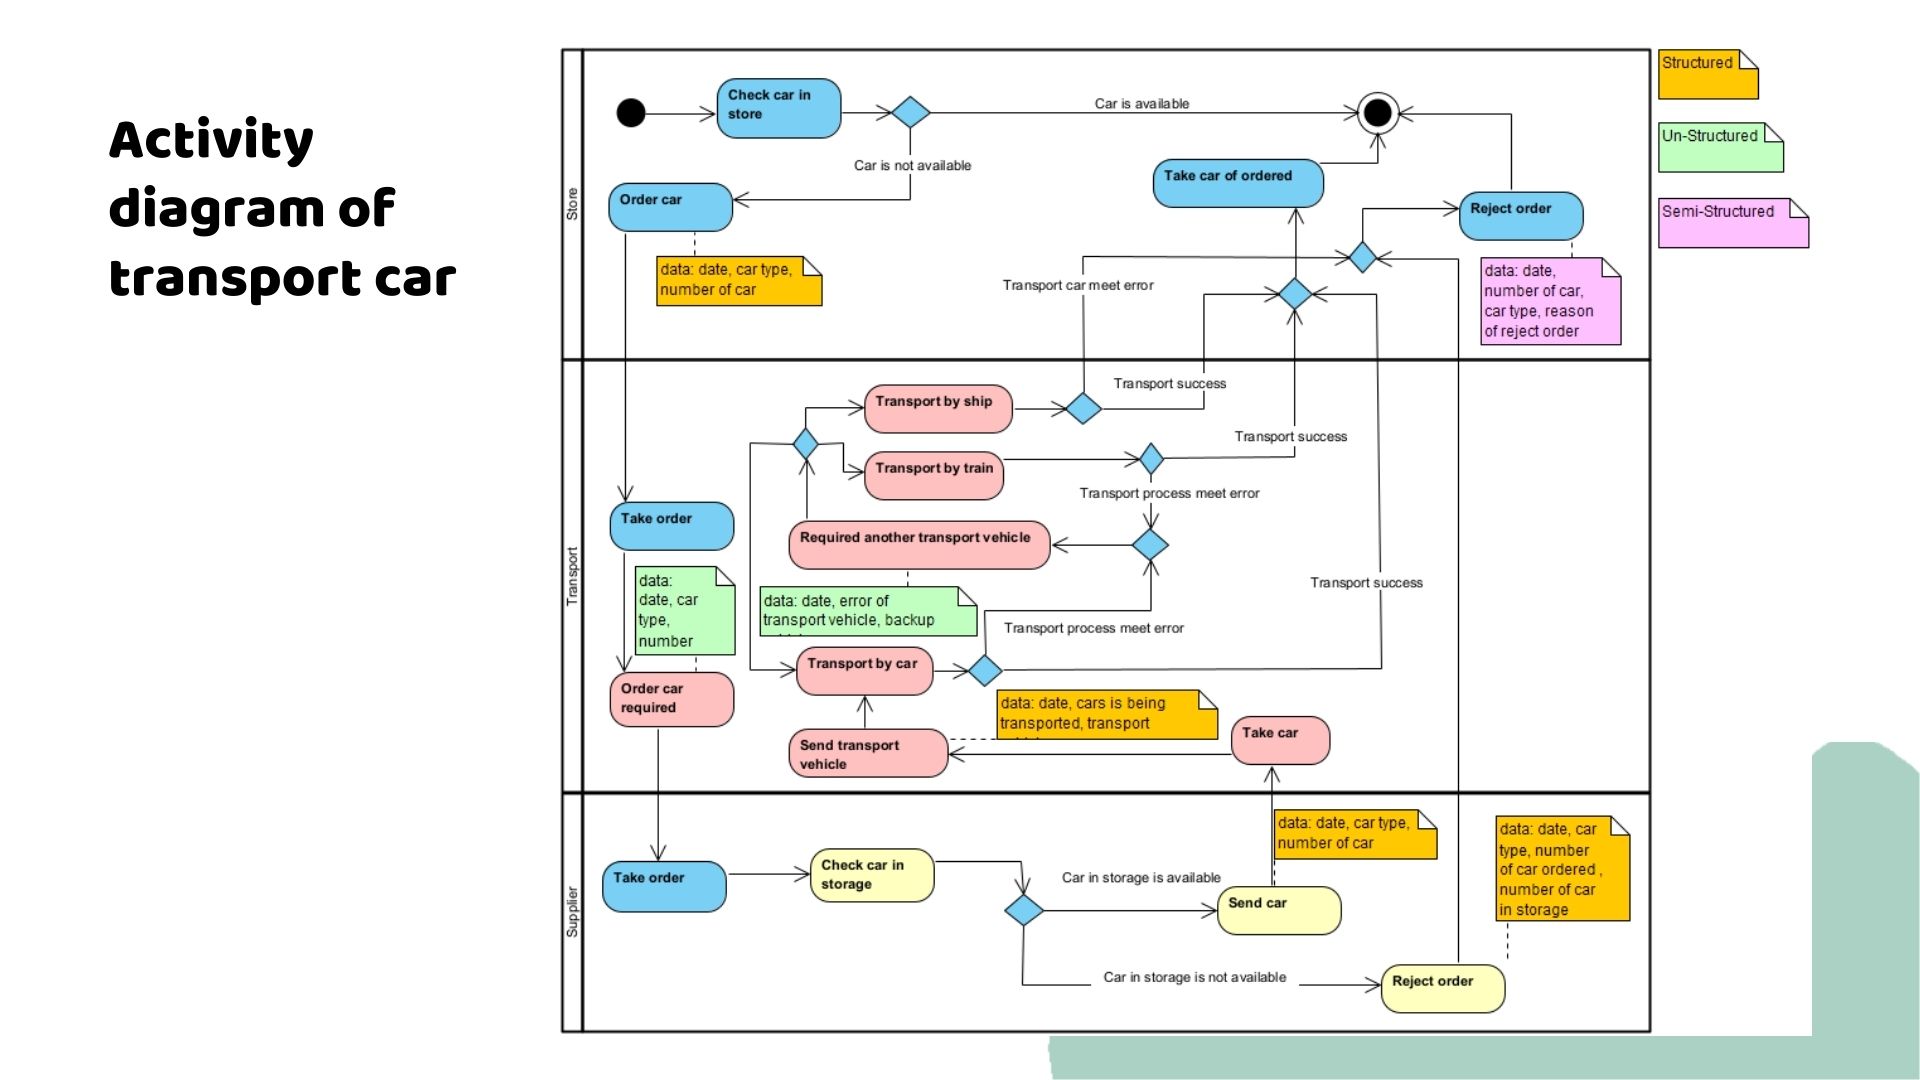 Activity
diagram of
transport car
Store
Check car in
store
Car is available
Car is not available
Order car
data: date, car type,
number of car
Take car of ordered
Reject order
data: date,
number of car,
car type, reason
of reject order
Transport car meet error
Structured
Un-Structured
Semi-Structured
Transport
Transport by ship
Transport success
Transport by train
Transport success
Transport process meet error
Take order
Required another transport vehicle
data:
date, car
type,
number
data: date, error of
transport vehicle, backup
Transport success
Transport process meet error
Transport by car
Order car
required
data: date, cars is being
transported, transport
Send transport
vehicle
Take car
Supplier
Take order
Check car in
storage
Car in storage is available
data: date, car type,
number of car
Send car
data: date, car
type, number
of car ordered ,
number of car
in storage
Car in storage is not available
Reject order